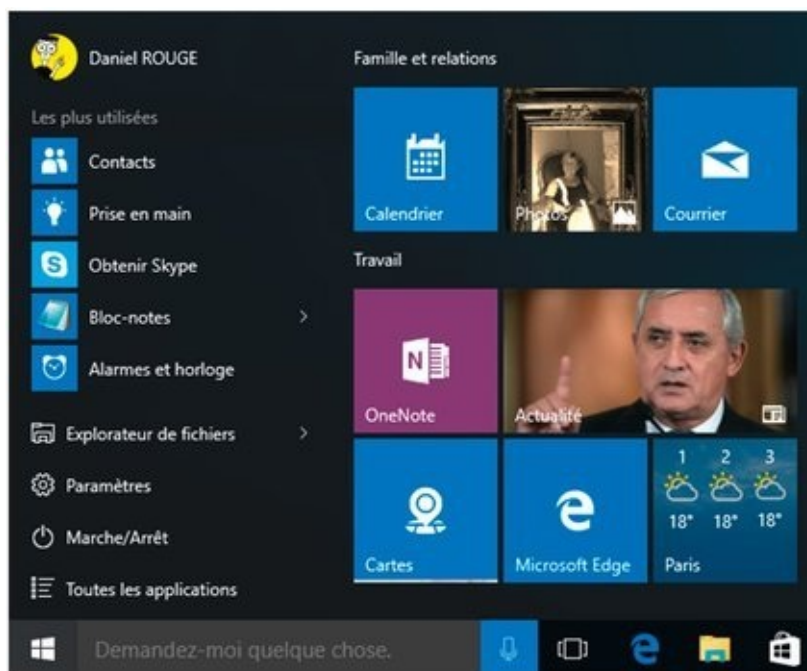 Daniel ROUGE
Les plus utilisées
Contacts
Prise en main
Obtenir Skype
Bloc-notes
Alarmes et horloge
Explorateur de fichiers
Paramètres
Marche/Arrêt
Toutes les applications
Famille et relations
Calendrier
Photos
Courrier
Travail
OneNote
Actualité
Cartes
Microsoft Edge
1 2 3
18° 18° 18°
Paris
Demandez-moi quelque chose.